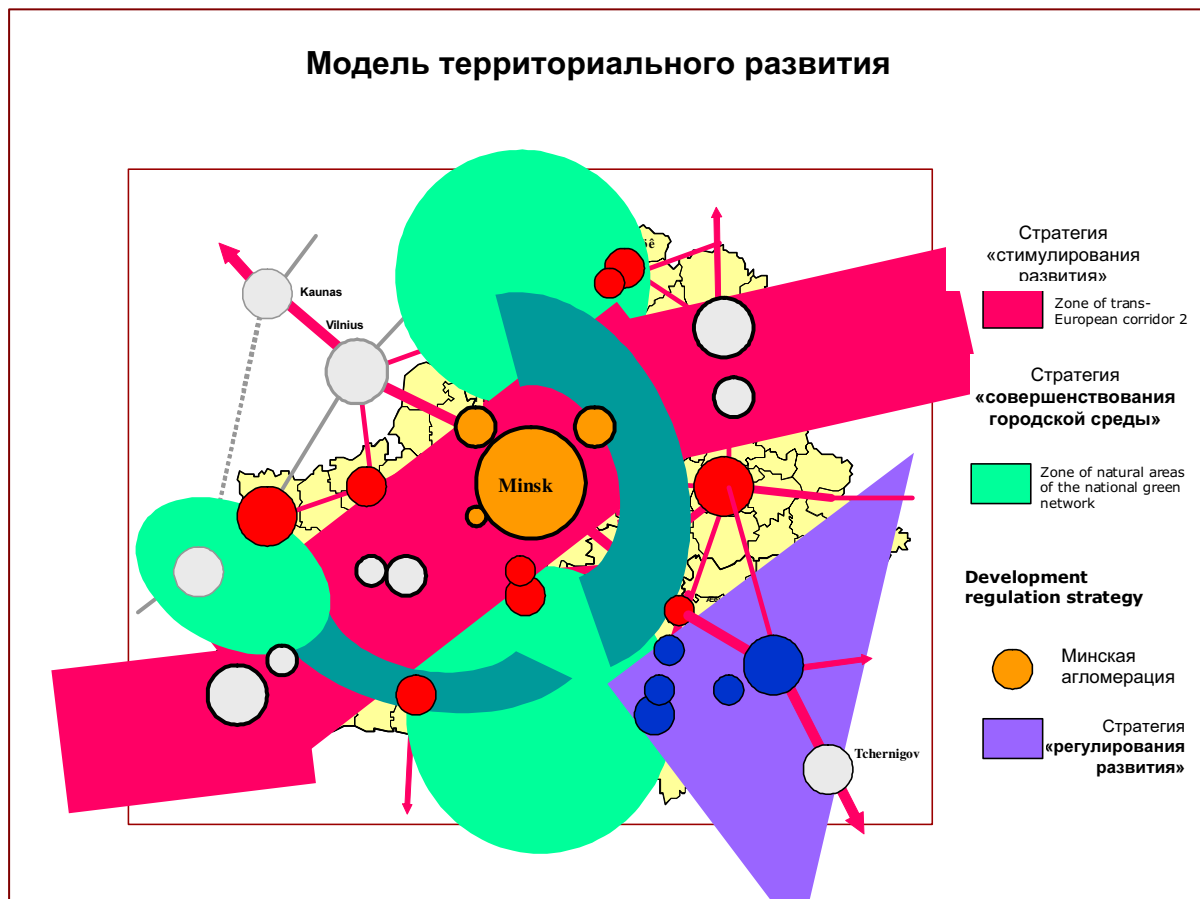 Модель территориального развития
Kaunas
Vilnius
Minsk
Tchernigov
Стратегия
«стимулирования
развития»
Zone of trans-
European corridor 2
Стратегия
«совершенствования
городской среды»
Zone of natural areas
of the national green
network
Development
regulation strategy
Минская
агломерация
Стратегия
«регулирования
развития»